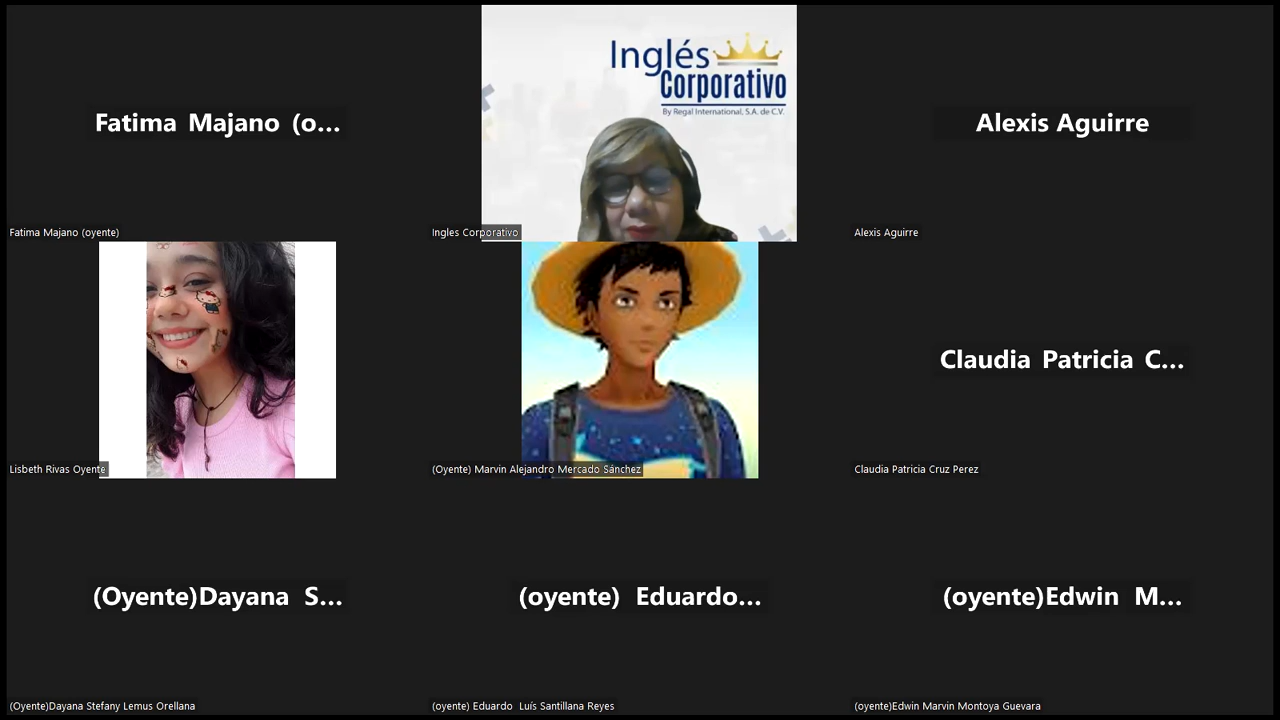 Fatima Majano (o...
Fatima Majano (oyente)
Inglés
Corporativo
By Regal International, S.A. de C.V.
Ingles Corporativo
Alexis Aguirre
Alexis Aguirre
Lisbeth Rivas Oyente
(Oyente) Marvin Alejandro Mercado Sánchez
Claudia Patricia C...
Claudia Patricia Cruz Perez
(Oyente)Dayana S...
(Oyente)Dayana Stefany Lemus Orellana
(oyente) Eduardo...
(oyente) Eduardo Luís Santillana Reyes
(oyente)Edwin M...
(oyente)Edwin Marvin Montoya Guevara